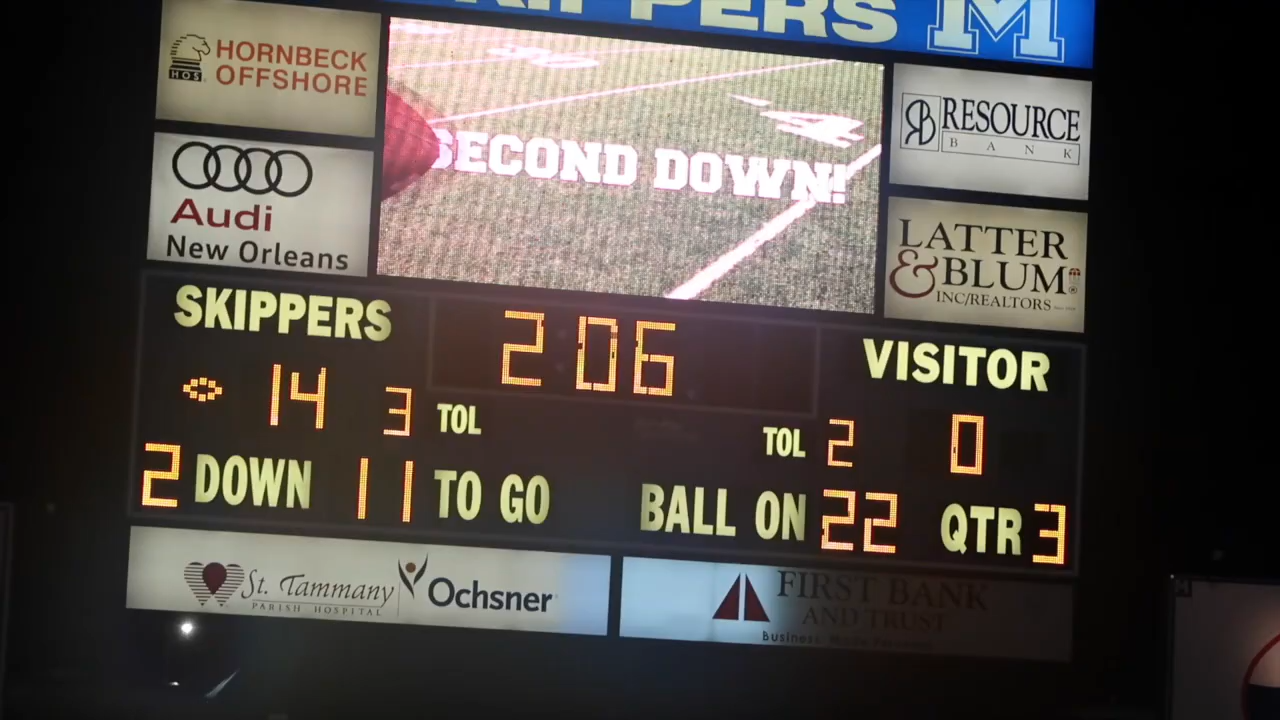 SKIPPERS M
HORNBECK
OFFSHORE
HOS
Audi
New Orleans
SECOND DOWN!
RB RESOURCE
BANK
LATTER
& BLUM
INC/REALTORS
SKIPPERS
2 06
VISITOR
14 3 TOL
TOL 2 0
2 DOWN 11 TO GO
BALL ON 22 QTR 3
St. Tammany
PARISH HOSPITAL
Ochsner
FIRST BANK
AND TRUST